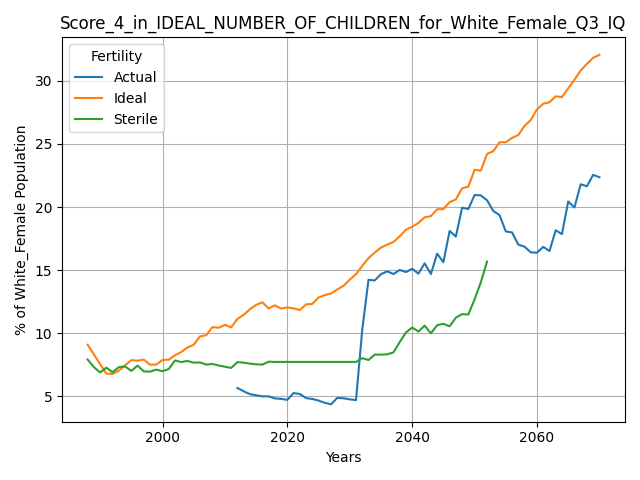 Score_4_in_IDEAL_NUMBER_OF_CHILDREN_for_White_Female_Q3_IQ
Fertility
Actual
Ideal
Sterile
% of White_Female Population
30
25
20
15
10
5
2000
2020
2040
2060
Years